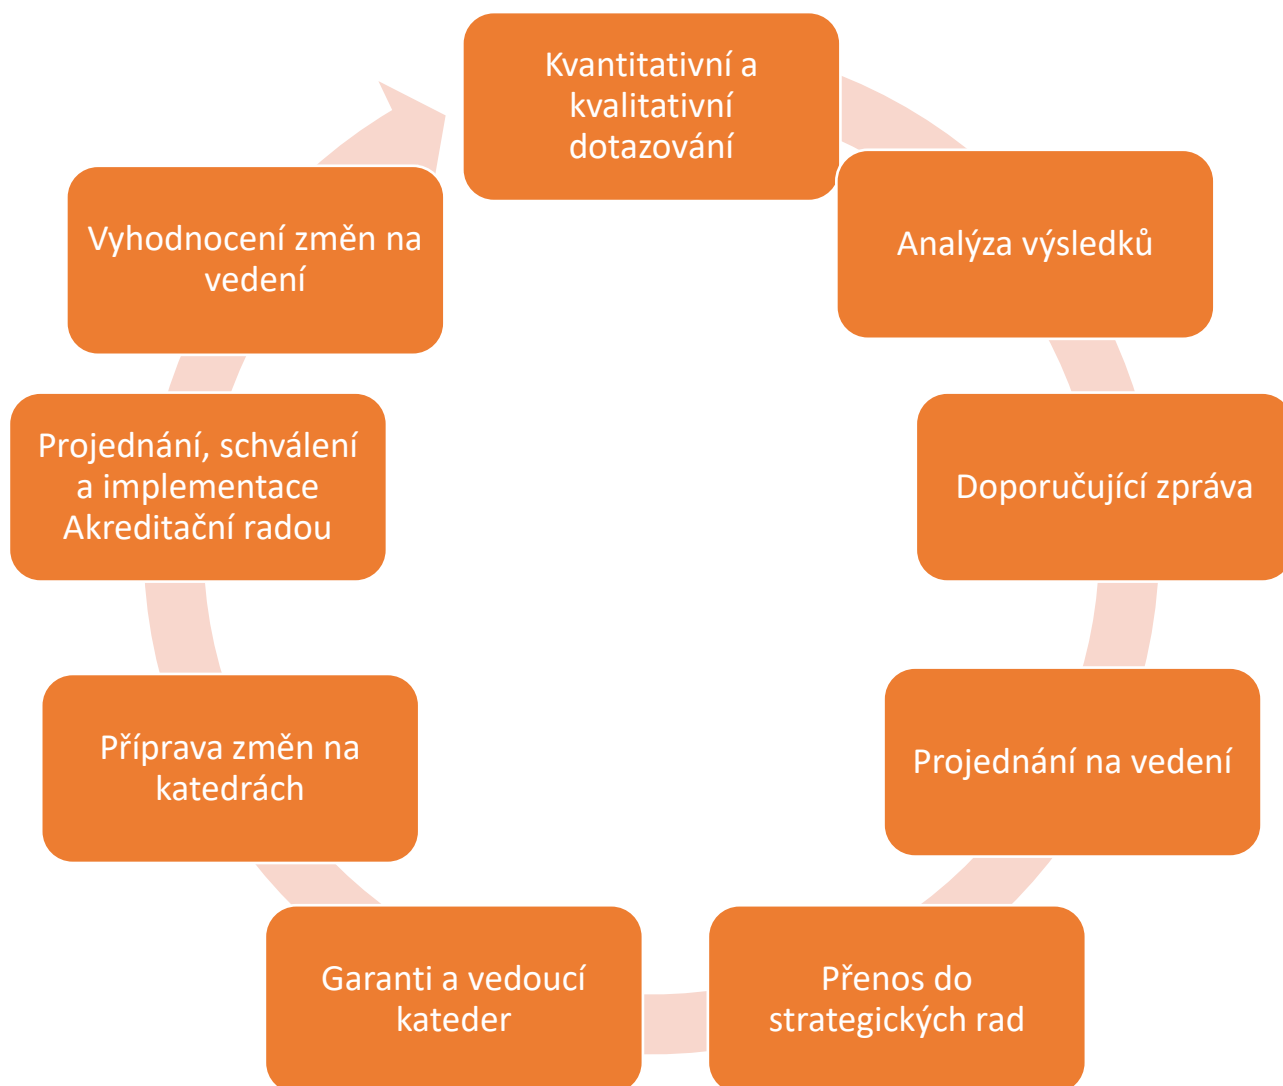 Kvantitativní a
kvalitativní
dotazování
Analýza výsledků
Doporučující zpráva
Projednání na vedení
Přenos do
strategických rad
Garanti a vedoucí
kateder
Příprava změn na
katedrách
Projednání, schválení
a implementace
Akreditační radou
Vyhodnocení změn na
vedení